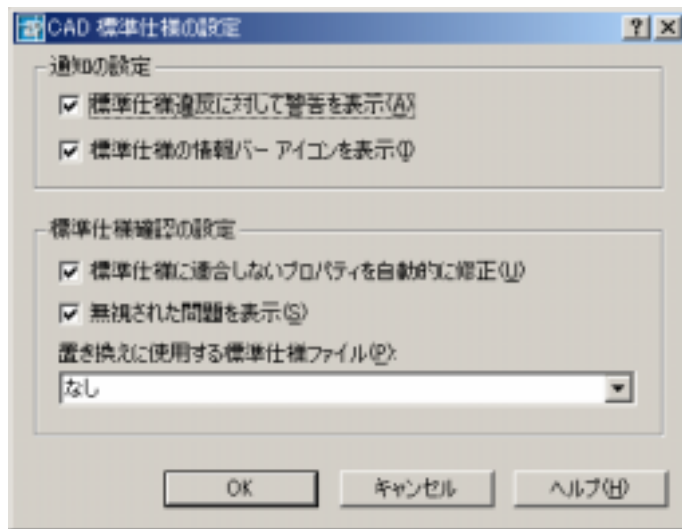 CAD 標準仕様の設定
通知の設定
標準仕様違反に対して警告を表示(A)
標準仕様の情報バー アイコンを表示(I)
標準仕様確認の設定
標準仕様に適合しないプロパティを自動的に修正(U)
無視された問題を表示(S)
置き換えに使用する標準仕様ファイル(P):
なし
OK
キャンセル
ヘルプ(H)